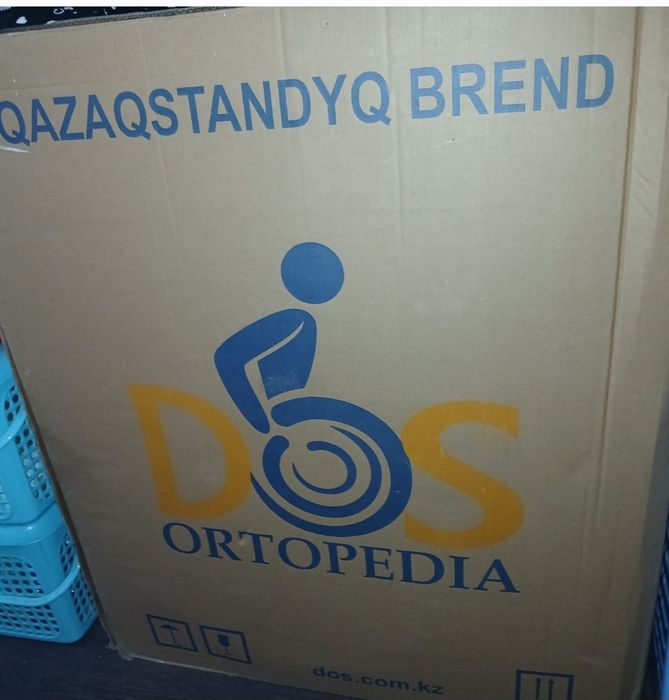 QAZAQSTANDYQ BREND
DOS
ORTOPEDIA
dos.com.kz